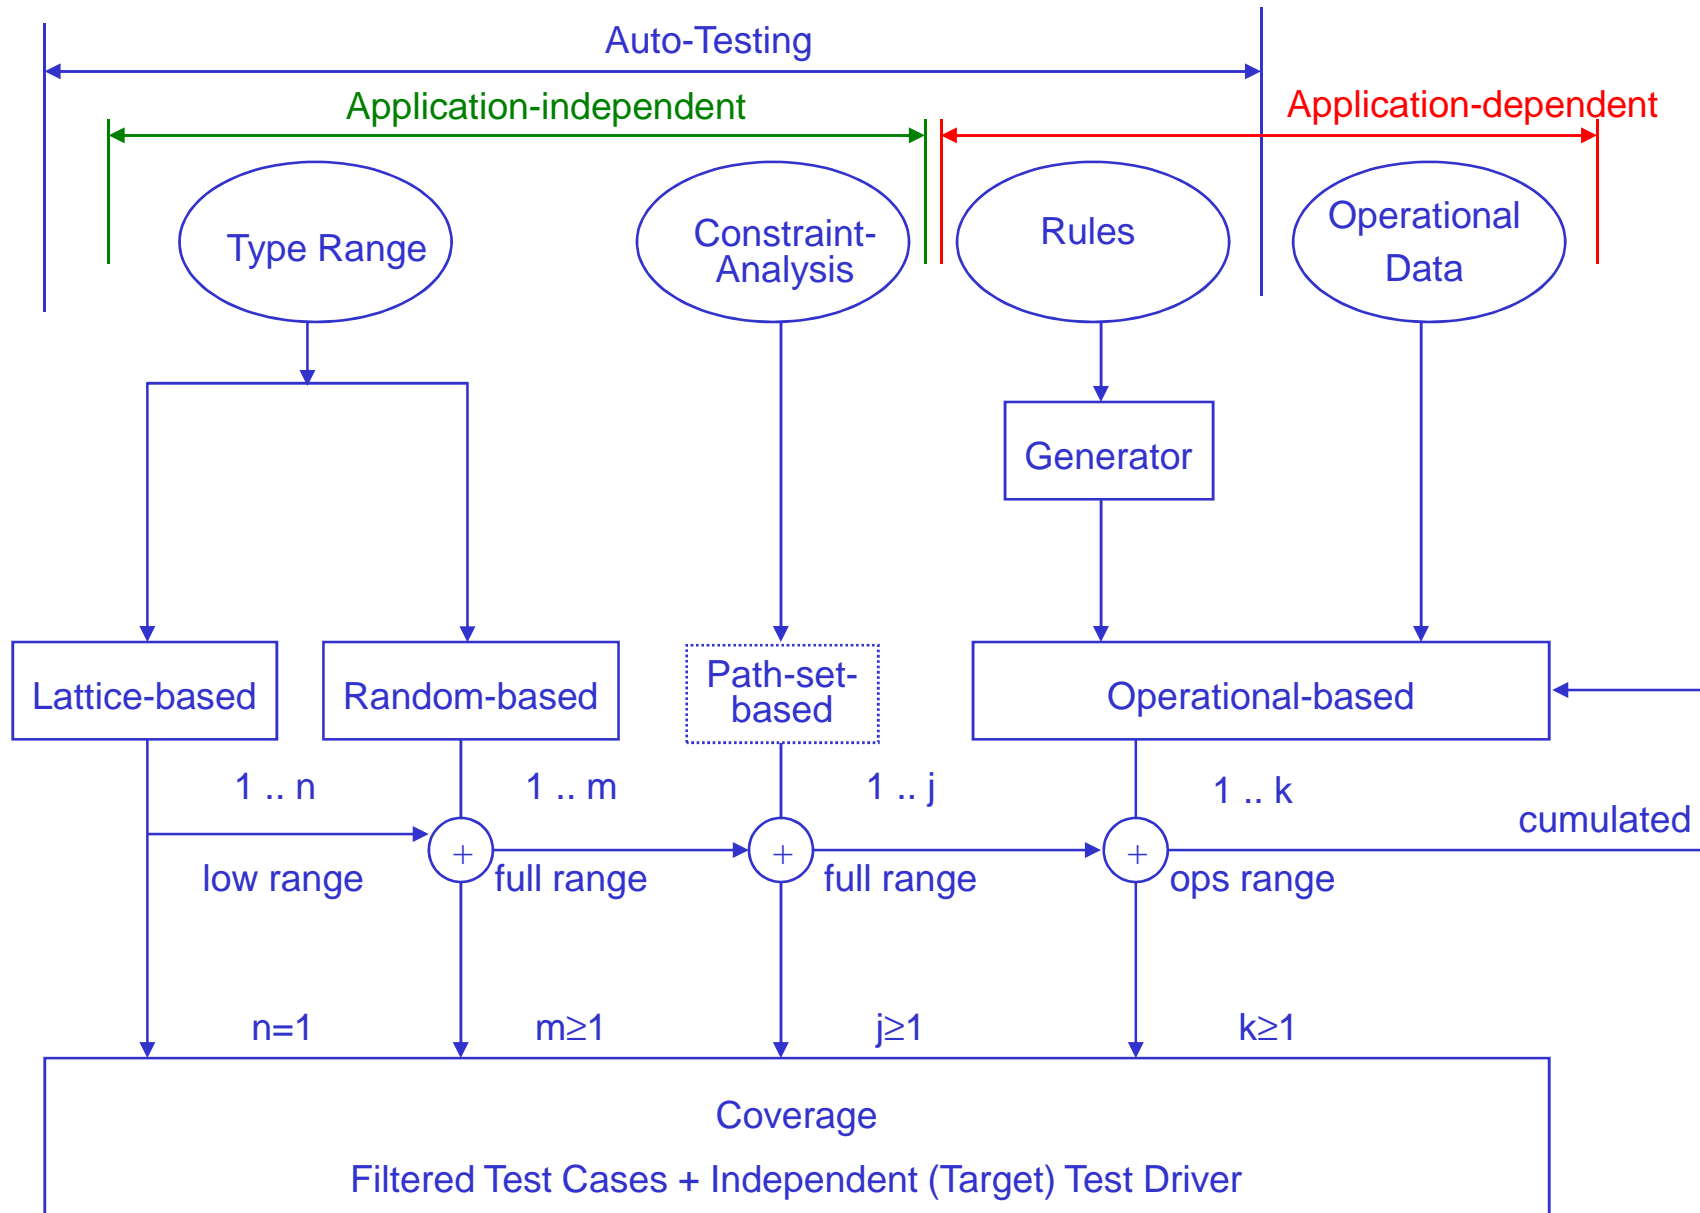 Auto-Testing
Application-independent
Application-dependent
Type Range
Constraint-
Analysis
Rules
Operational
Data
Generator
Lattice-based
Random-based
Path-set-
based
Operational-based
1 .. n
1 .. m
1 .. j
1 .. k
cumulated
+
+
+
low range
full range
full range
ops range
n=1
m≥1
j≥1
k≥1
Coverage
Filtered Test Cases + Independent (Target) Test Driver